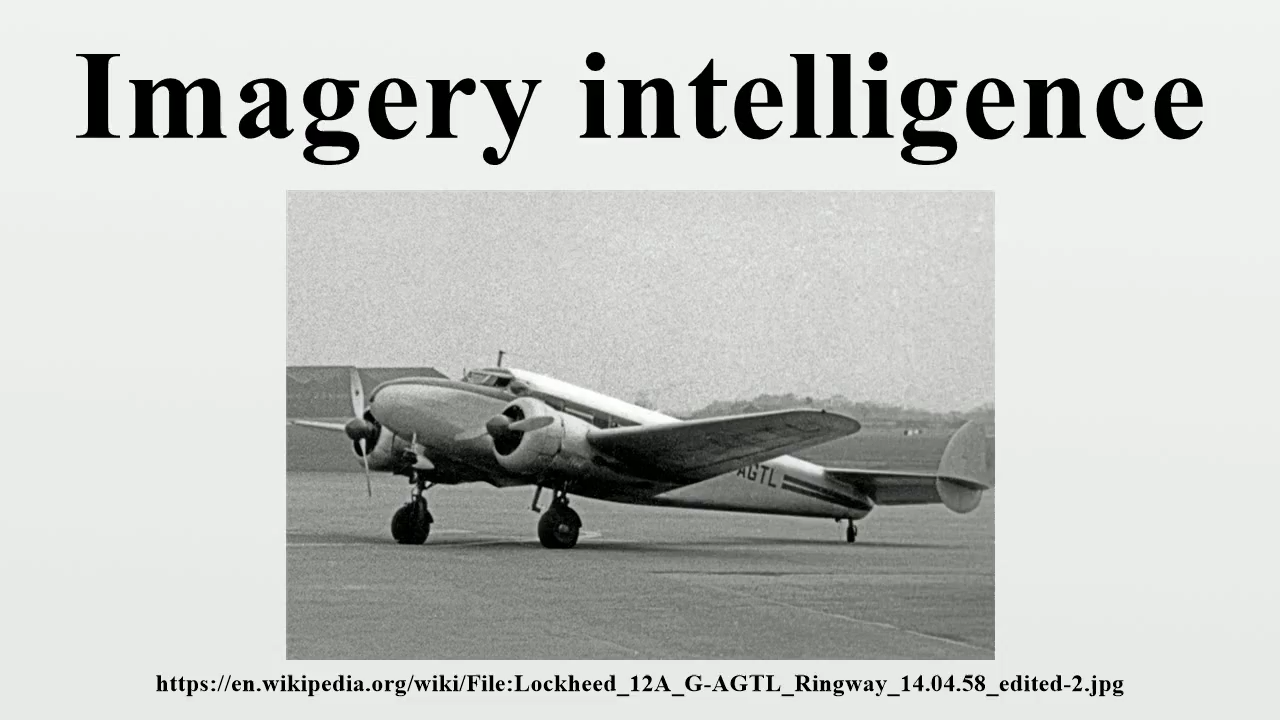 Imagery intelligence
AGTL
https://en.wikipedia.org/wiki/File:Lockheed_12A_G-AGTL_Ringway_14.04.58_edited-2.jpg